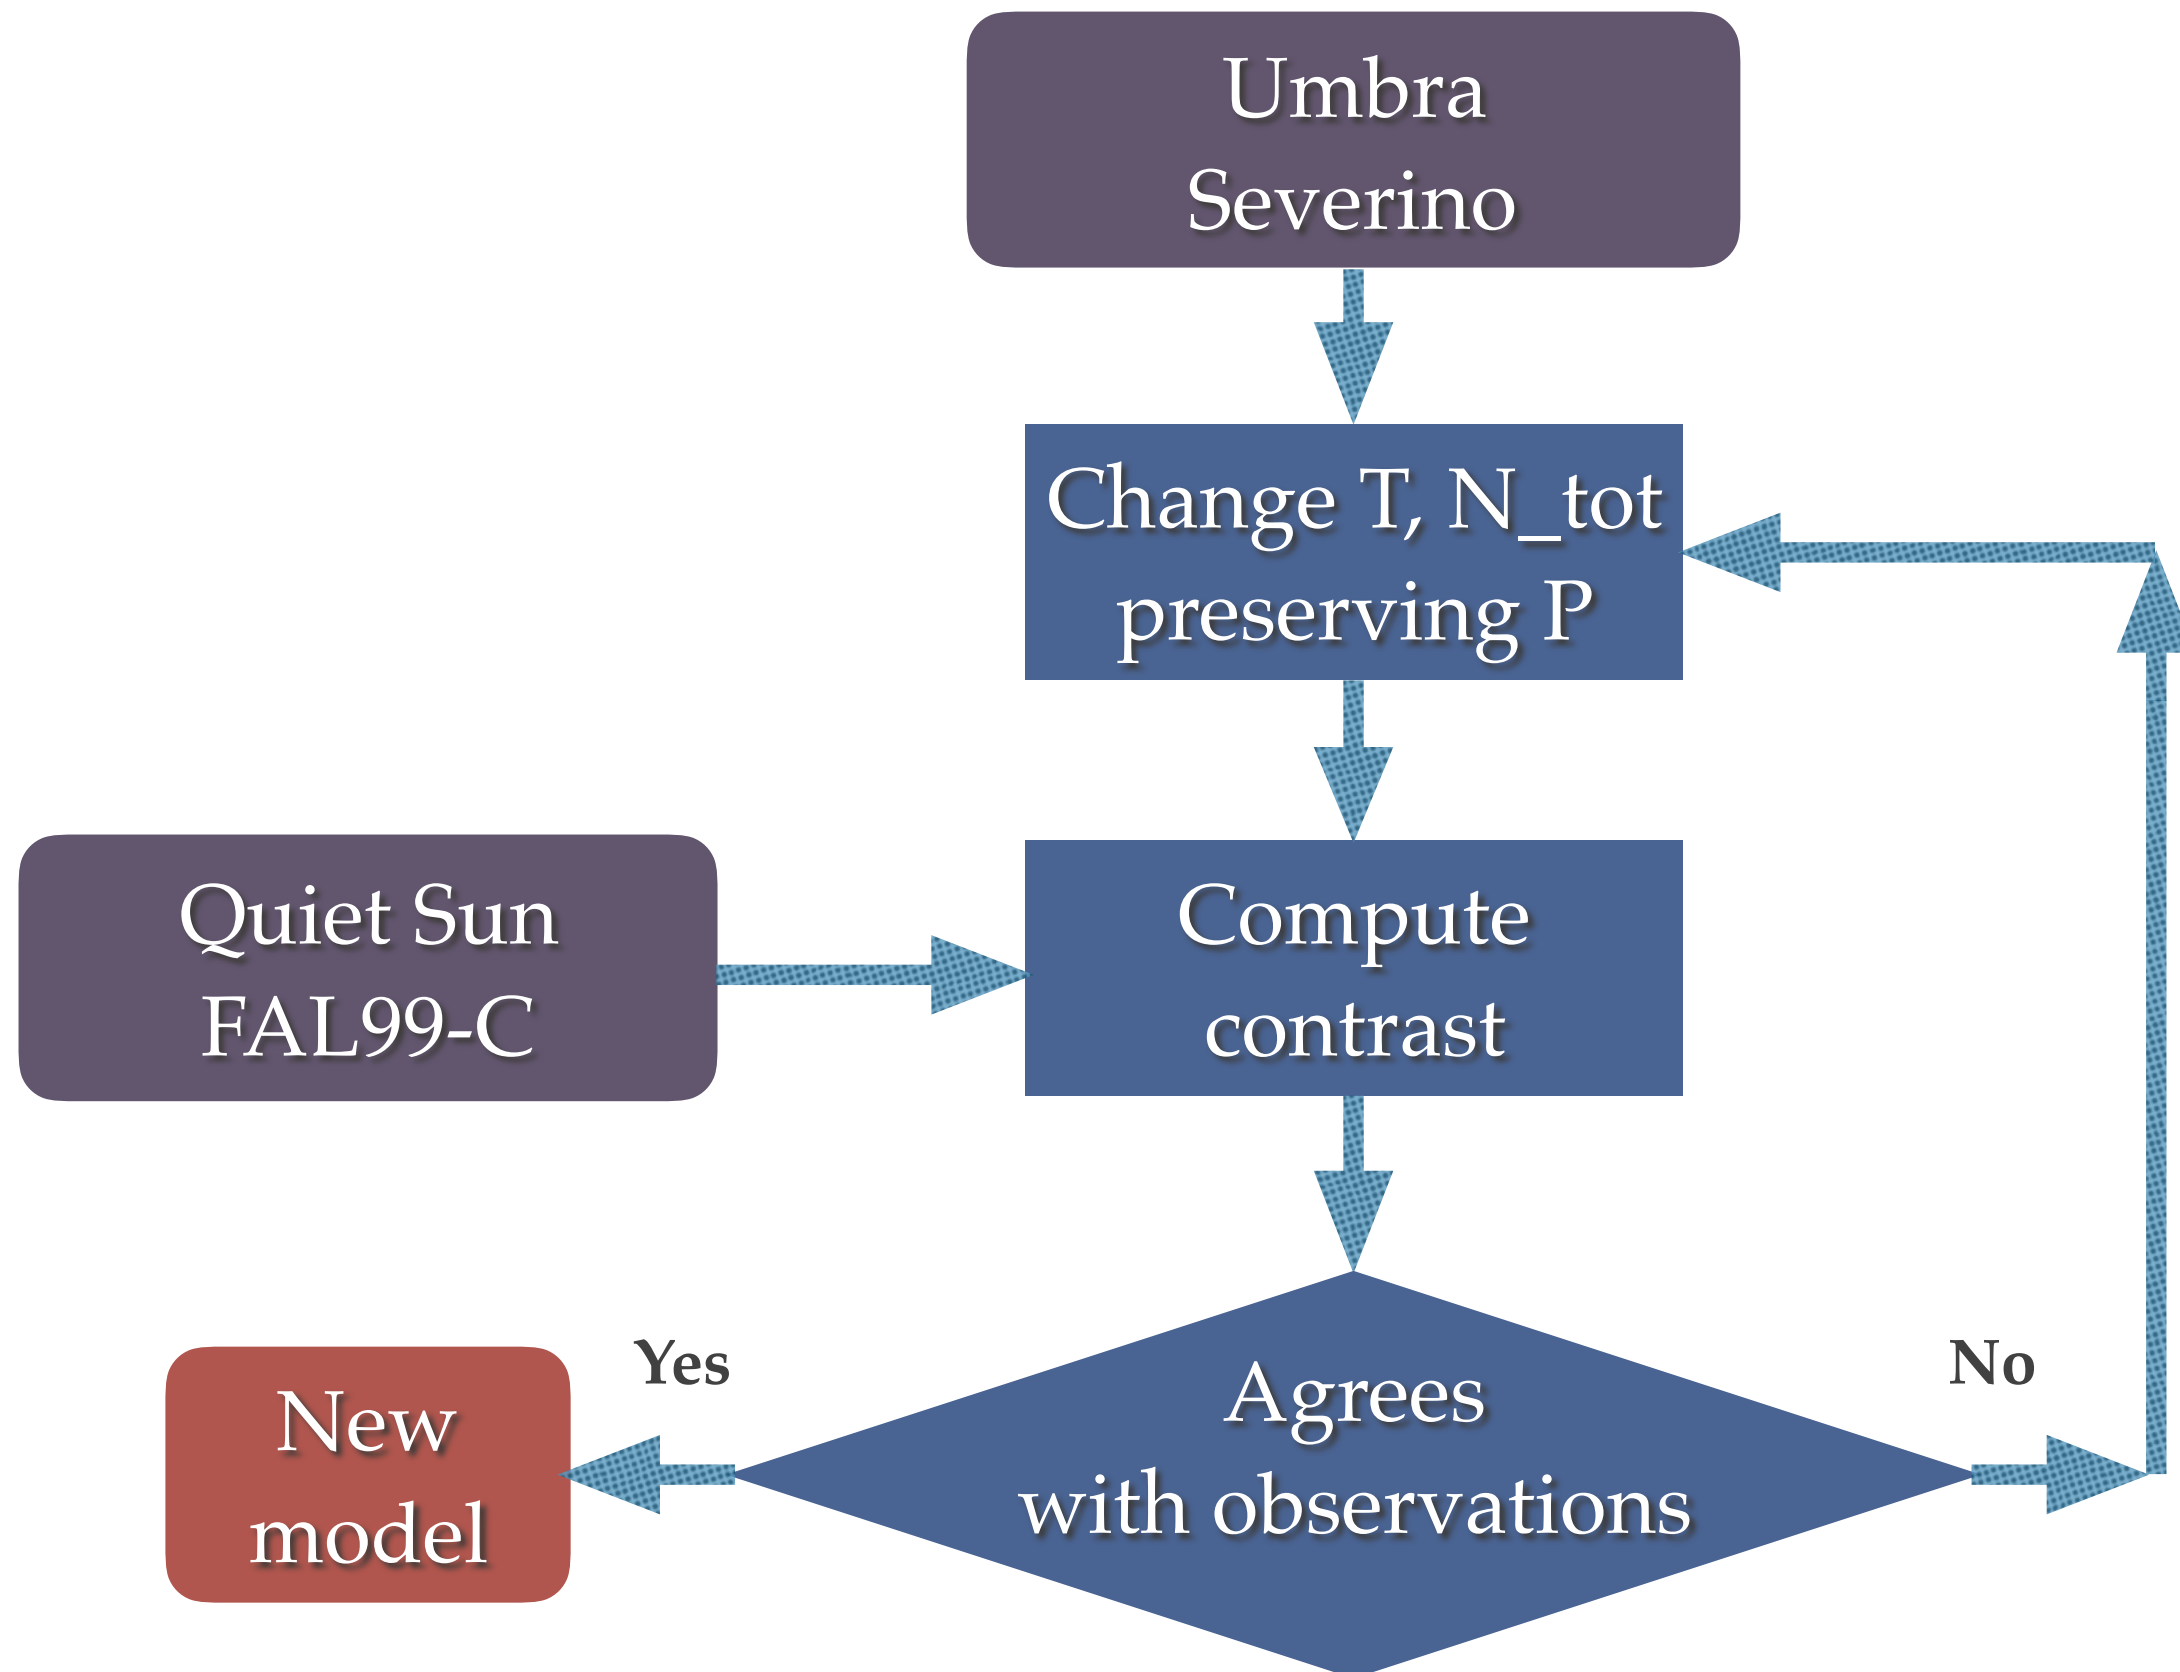 Umbra
Severino
Change T, N_tot
preserving P
Quiet Sun
FAL99-C
Compute
contrast
Yes
No
New
model
Agrees
with observations